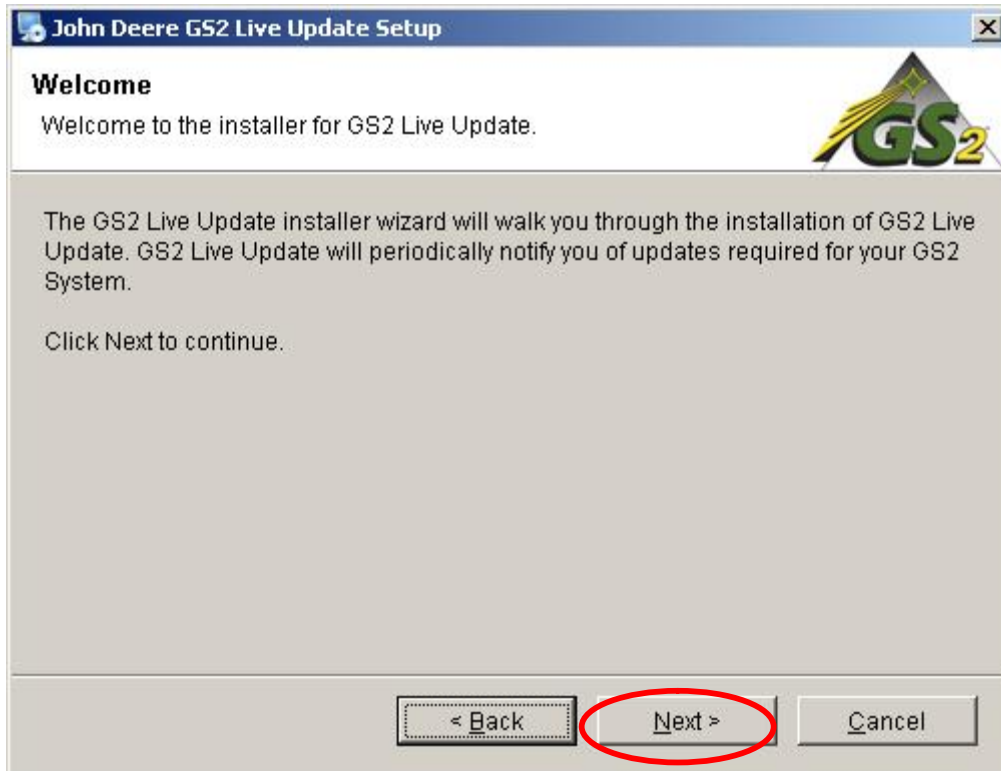 John Deere GS2 Live Update Setup
Welcome
Welcome to the installer for GS2 Live Update.
GS2
The GS2 Live Update installer wizard will walk you through the installation of GS2 Live
Update. GS2 Live Update will periodically notify you of updates required for your GS2
System.
Click Next to continue.
< Back
Next >
Cancel